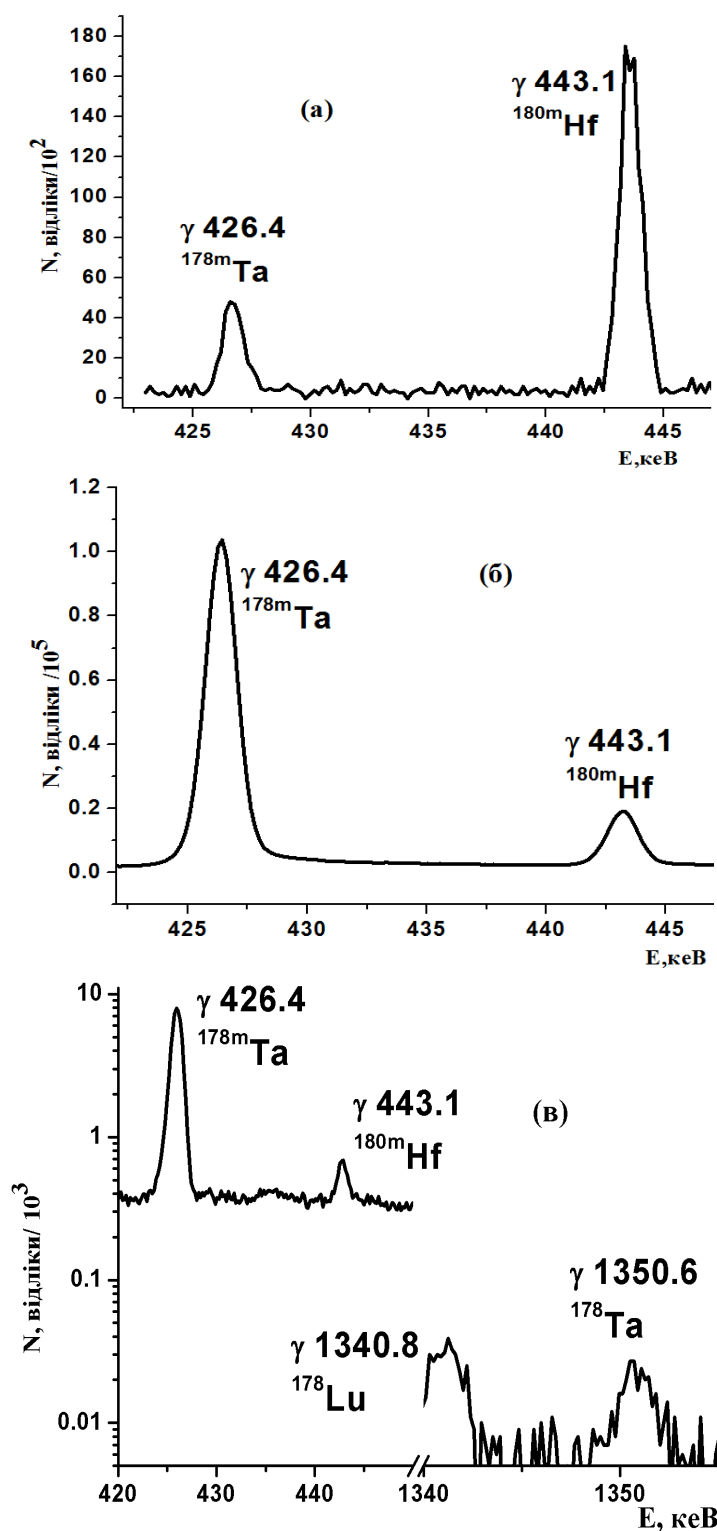 180
160
140
120
100
80
60
40
20
0
N, відліки/10²
(а)
γ 443.1
¹⁸⁰ᵐHf
γ 426.4
¹⁷⁸ᵐTa
425 430 435 440 445
E,кеВ
1.2
1.0
0.8
0.6
0.4
0.2
0.0
N, відліки /10⁵
(б)
γ 426.4
¹⁷⁸ᵐTa
γ 443.1
¹⁸⁰ᵐHf
425 430 435 440 445
E,кеВ
10
1
0.1
0.01
N, відліки/ 10³
γ 426.4
¹⁷⁸ᵐTa
(в)
γ 443.1
¹⁸⁰ᵐHf
γ 1350.6
¹⁷⁸Ta
γ 1340.8
¹⁷⁸Lu
420 430 440 1340 1350
E, кеВ